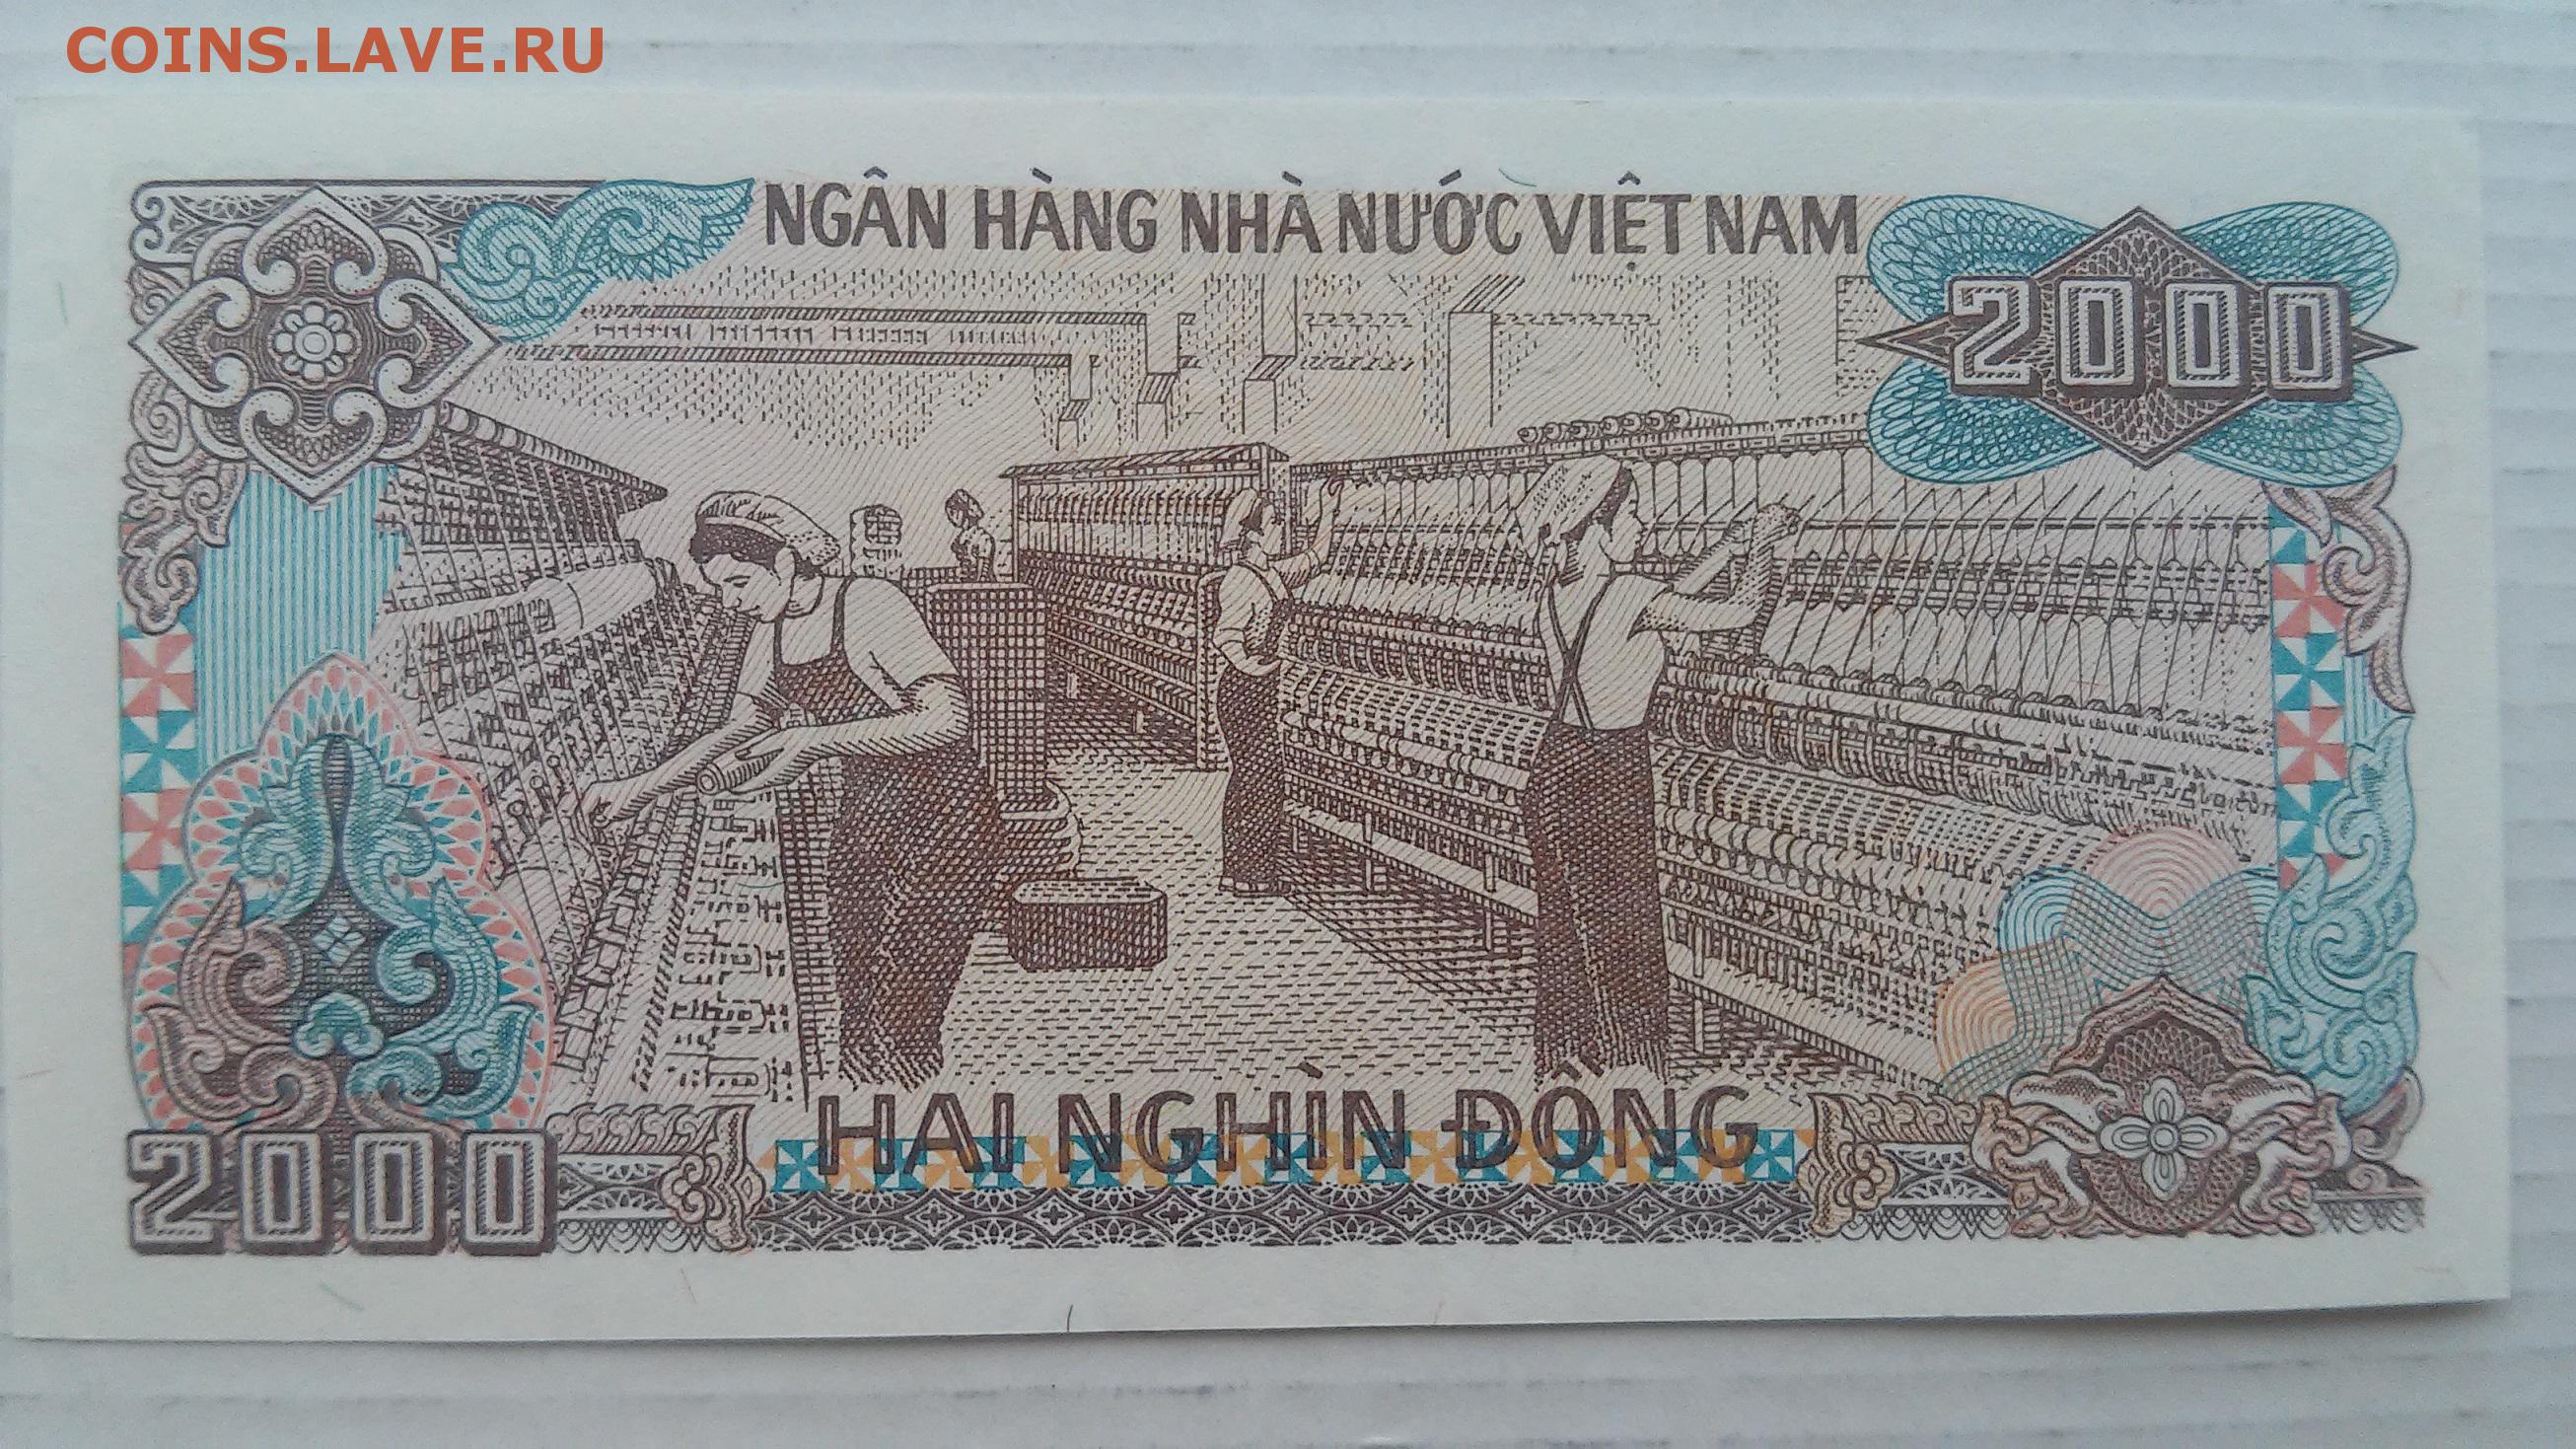 COINS.LAVE.RU
NGÂN HÀNG NHÀ NƯỚC VIỆT NAM
2000
HAI NGHÌN ĐỒNG
2000